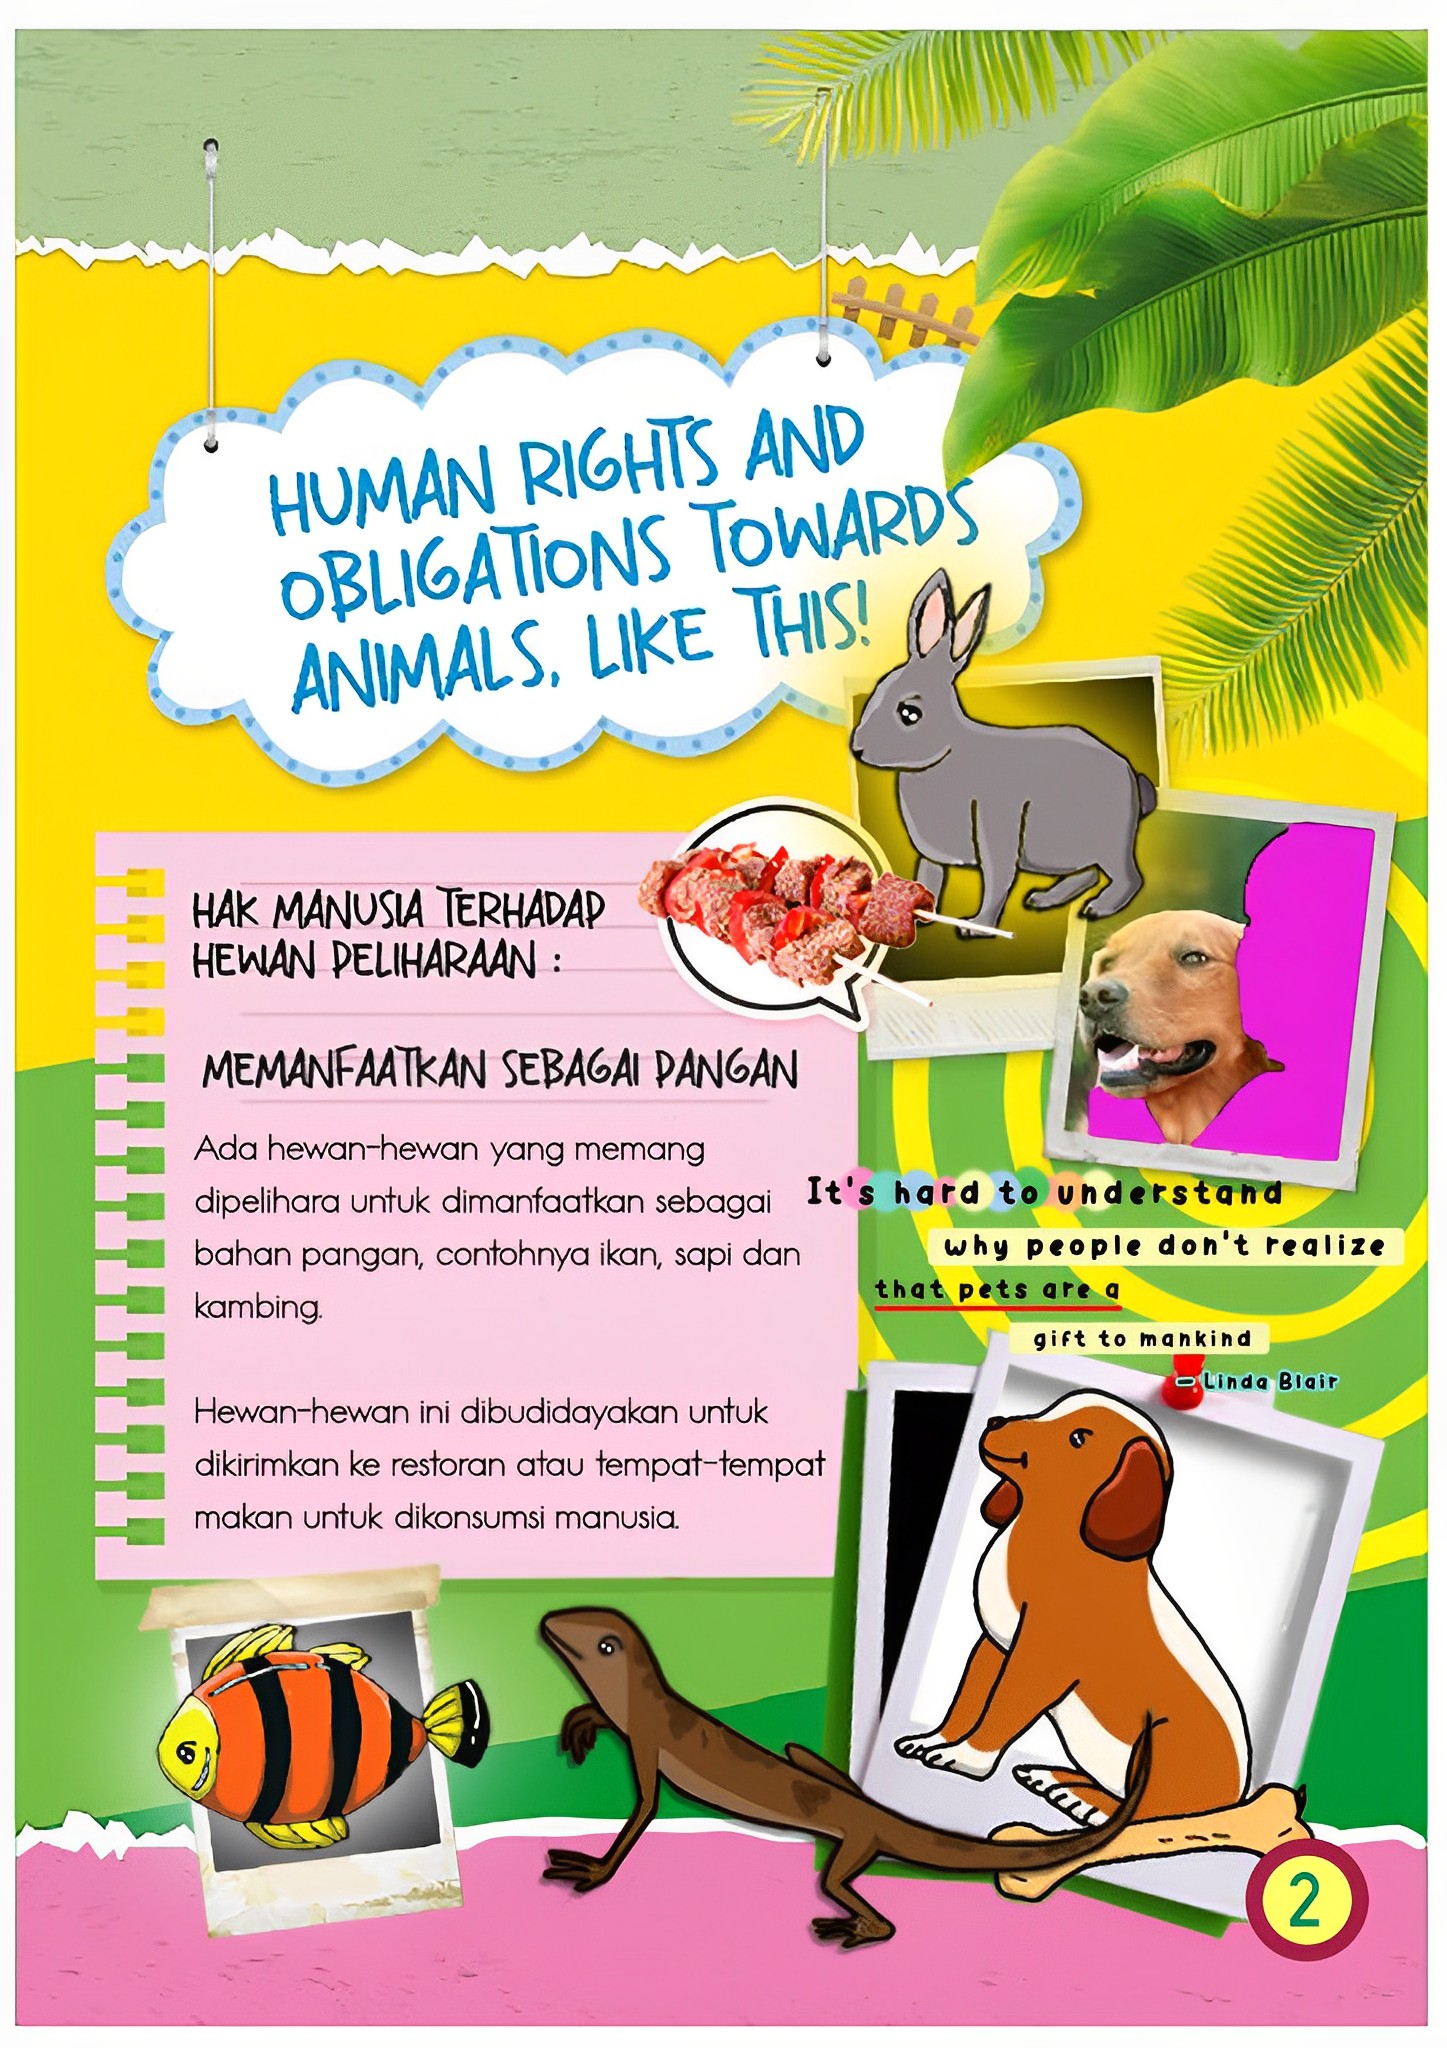 HUMAN RIGHTS AND
OBLIGATIONS TOWARDS
ANIMALS, LIKE THIS!
HAK MANUSIA TERHADAP
HEWAN PELIHARAAN :
MEMANFAATKAN SEBAGAI PANGAN
Ada hewan-hewan yang memang
dipelihara untuk dimanfaatkan sebagai
bahan pangan, contohnya ikan, sapi dan
kambing.
Hewan-hewan ini dibudidayakan untuk
dikirimkan ke restoran atau tempat-tempat
makan untuk dikonsumsi manusia.
It's hard to understand
why people don't realize
that pets are a
gift to mankind
– Linda Blair
2